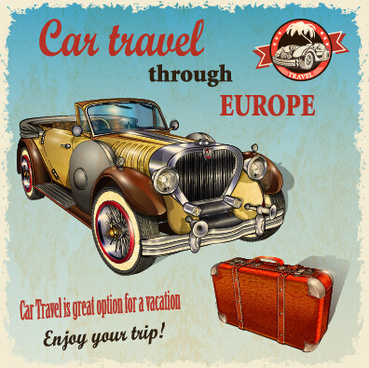 Car travel
through
EUROPE
TRAVEL
Car Travel is great option for a vacation
Enjoy your trip!